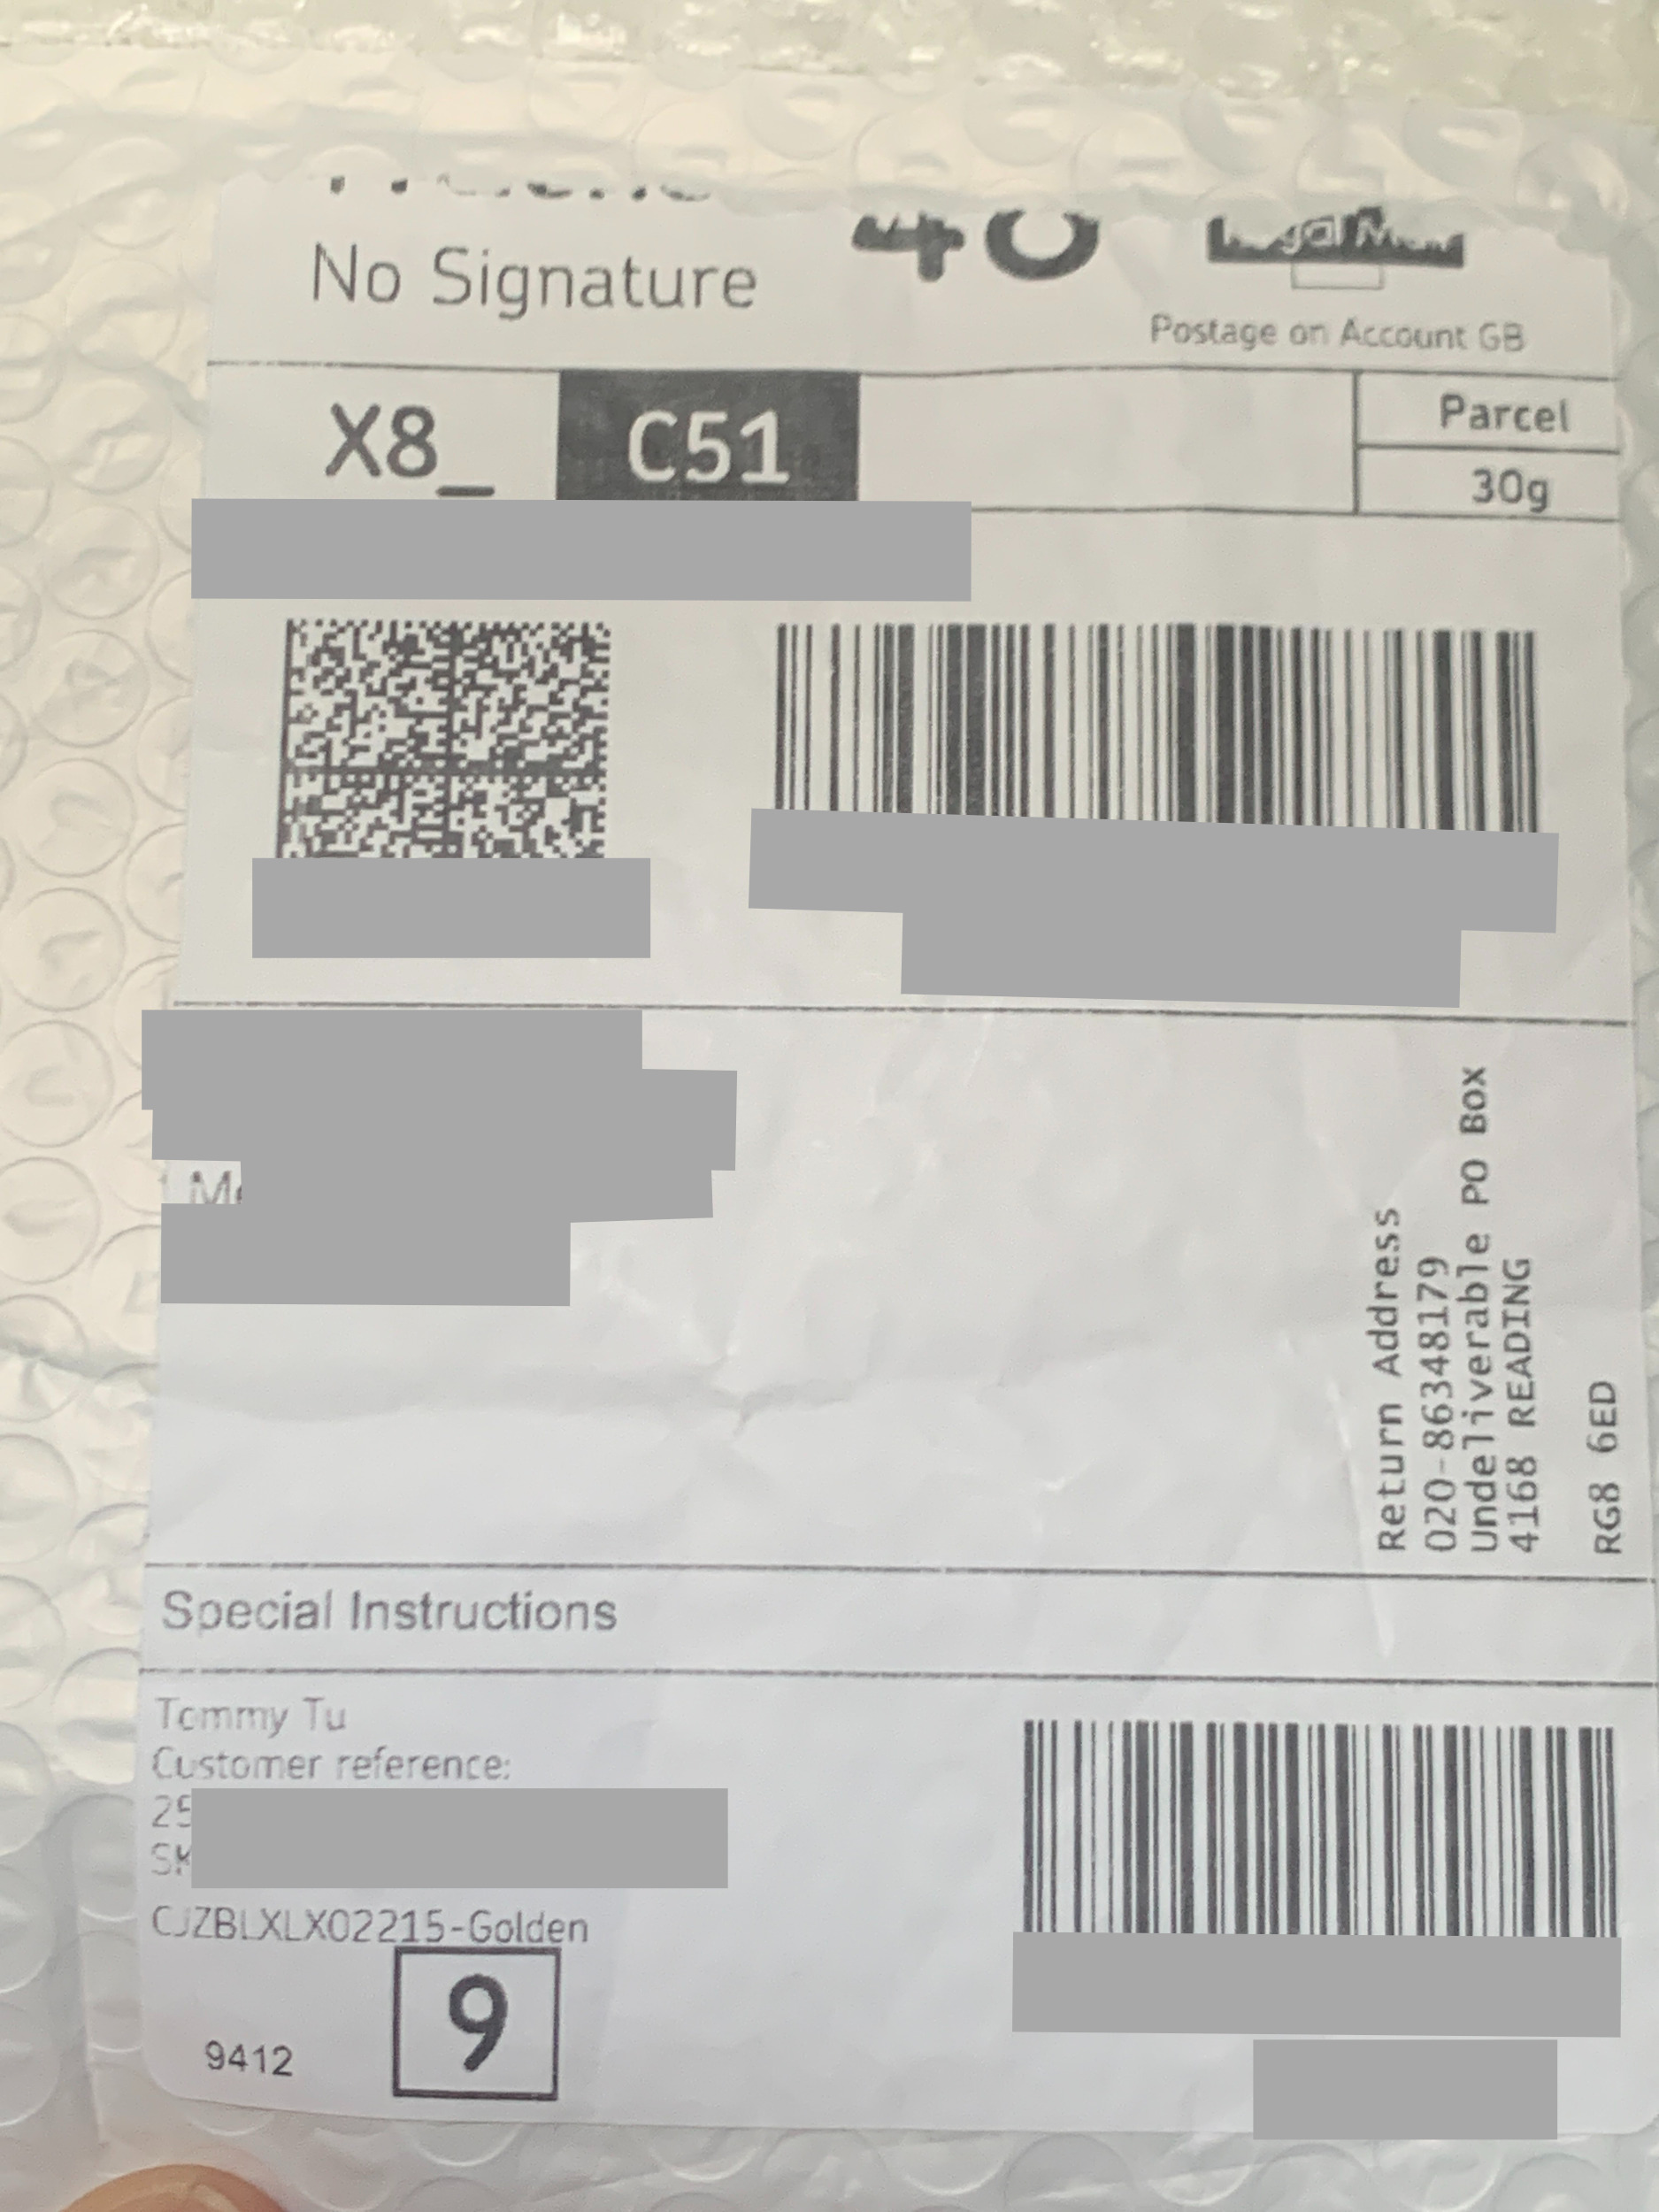 No Signature
Postage on Account GB
X8_
C51
Parcel
30g
Return Address
020-86348179
Undeliverable PO Box
4168 READING
RG8 6ED
Special Instructions
Tommy Tu
Customer reference:
CJZBLXLX02215-Golden
9
9412